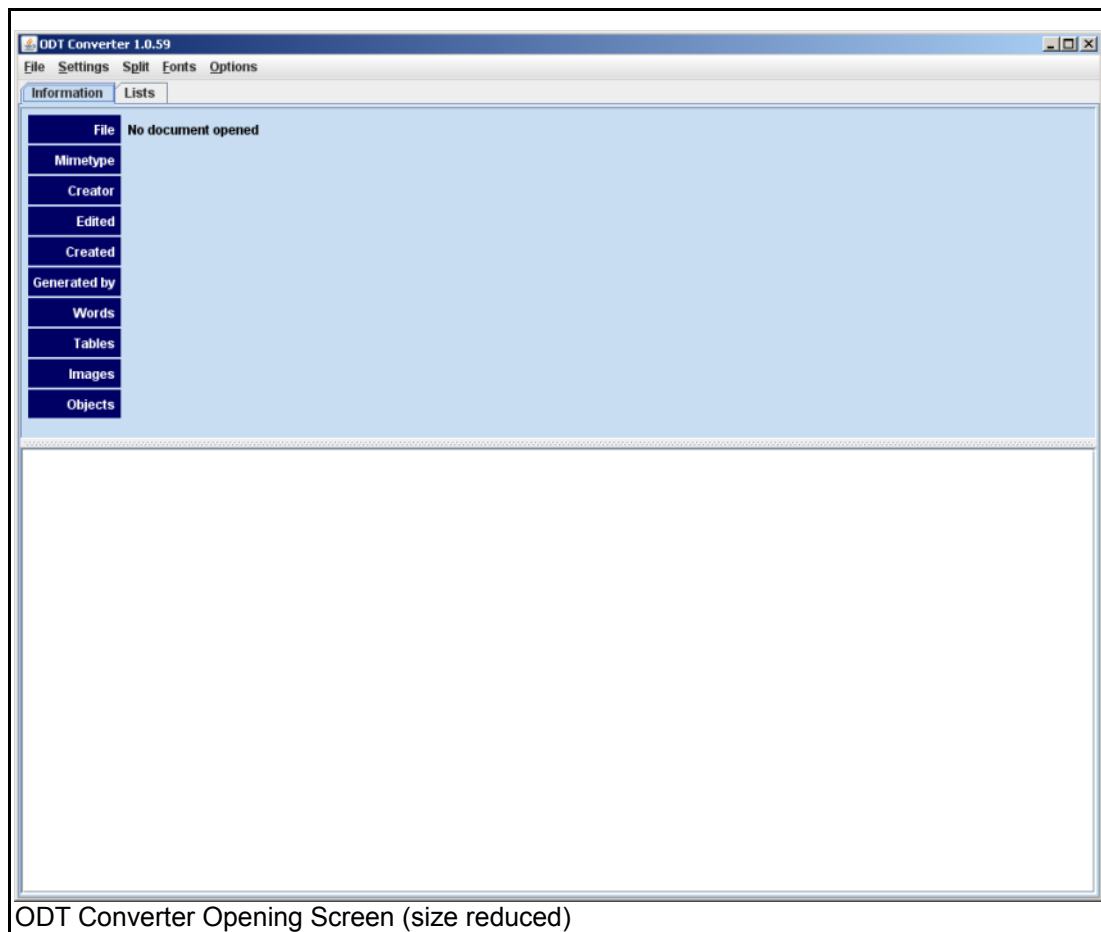 ODT Converter 1.0.59
File Settings Split Fonts Options
Information Lists
File No document opened
Mimetype
Creator
Edited
Created
Generated by
Words
Tables
Images
Objects
ODT Converter Opening Screen (size reduced)